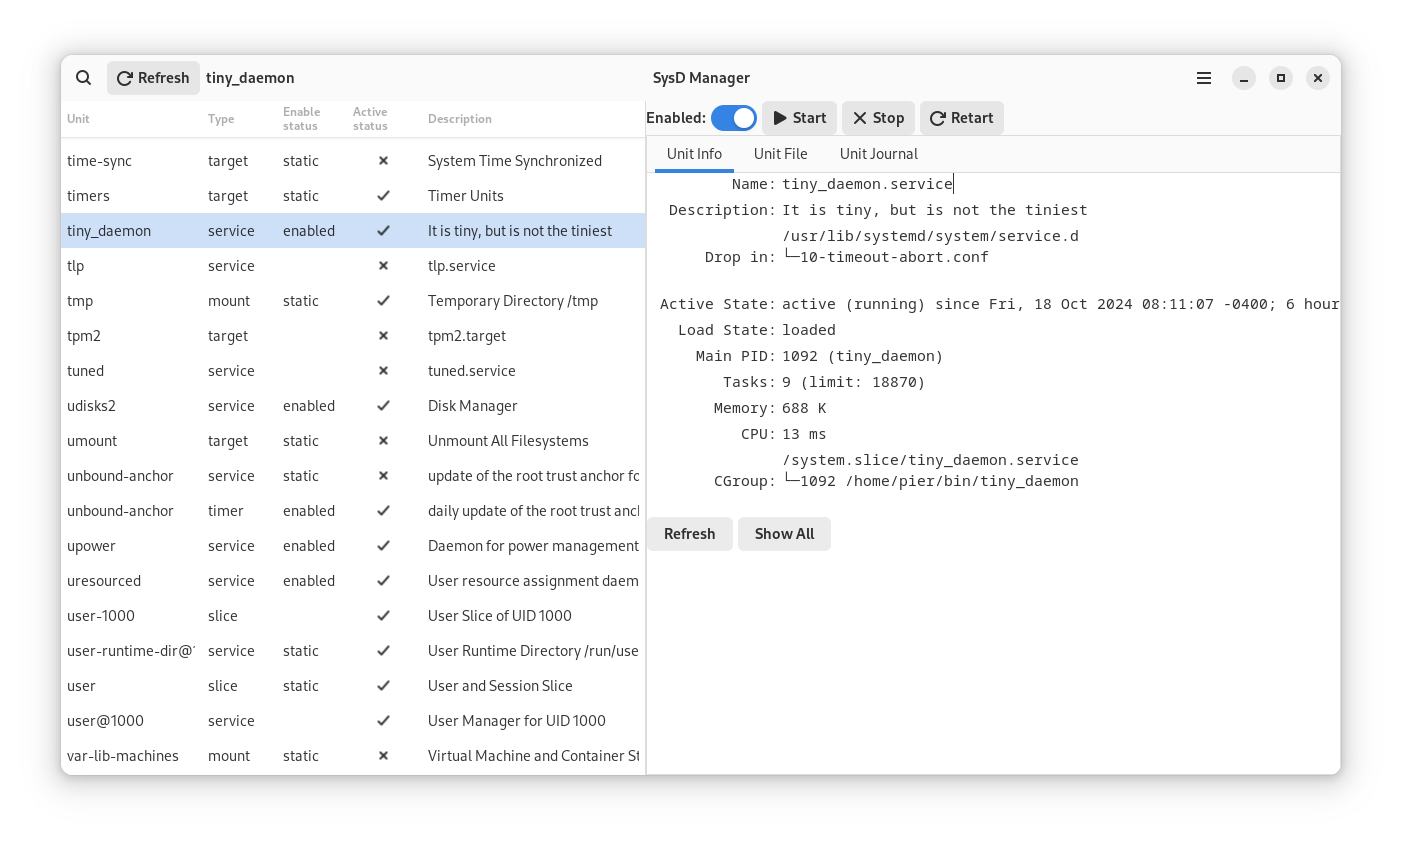 Refresh tiny_daemon SysD Manager
Unit Type Enable status Active status Description
time-sync target static System Time Synchronized
timers target static Timer Units
tiny_daemon service enabled It is tiny, but is not the tiniest
tlp service tlp.service
tmp mount static Temporary Directory /tmp
tpm2 target tpm2.target
tuned service tuned.service
udisks2 service enabled Disk Manager
umount target static Unmount All Filesystems
unbound-anchor service static update of the root trust anchor fo
unbound-anchor timer enabled daily update of the root trust anc
upower service enabled Daemon for power management
uresourced service enabled User resource assignment daem
user-1000 slice User Slice of UID 1000
user-runtime-dir@ service static User Runtime Directory /run/use
user slice static User and Session Slice
user@1000 service User Manager for UID 1000
var-lib-machines mount static Virtual Machine and Container St
Enabled: Start Stop Retart
Unit Info Unit File Unit Journal
Name: tiny_daemon.service
Description: It is tiny, but is not the tiniest
/usr/lib/systemd/system/service.d
Drop in: └─10-timeout-abort.conf
Active State: active (running) since Fri, 18 Oct 2024 08:11:07 -0400; 6 hour
Load State: loaded
Main PID: 1092 (tiny_daemon)
Tasks: 9 (limit: 18870)
Memory: 688 K
CPU: 13 ms
/system.slice/tiny_daemon.service
CGroup: └─1092 /home/pier/bin/tiny_daemon
Refresh Show All